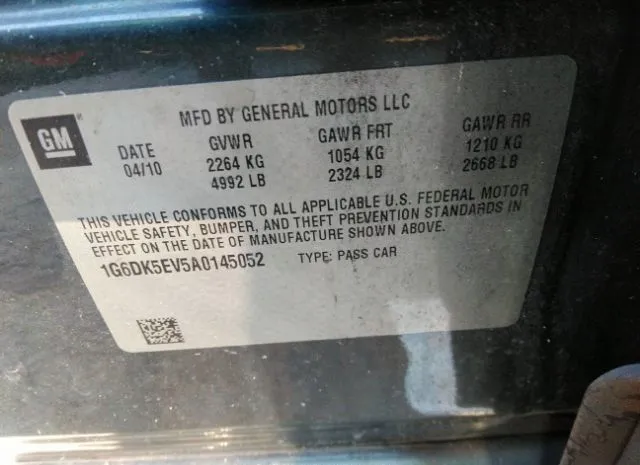 GM
MFD BY GENERAL MOTORS LLC
DATE GVWR GAWR FRT GAWR RR
04/10 2264 KG 1054 KG 1210 KG
4992 LB 2324 LB 2668 LB
THIS VEHICLE CONFORMS TO ALL APPLICABLE U.S. FEDERAL MOTOR
VEHICLE SAFETY, BUMPER, AND THEFT PREVENTION STANDARDS IN
EFFECT ON THE DATE OF MANUFACTURE SHOWN ABOVE.
1G6DK5EV5A0145052 TYPE: PASS CAR